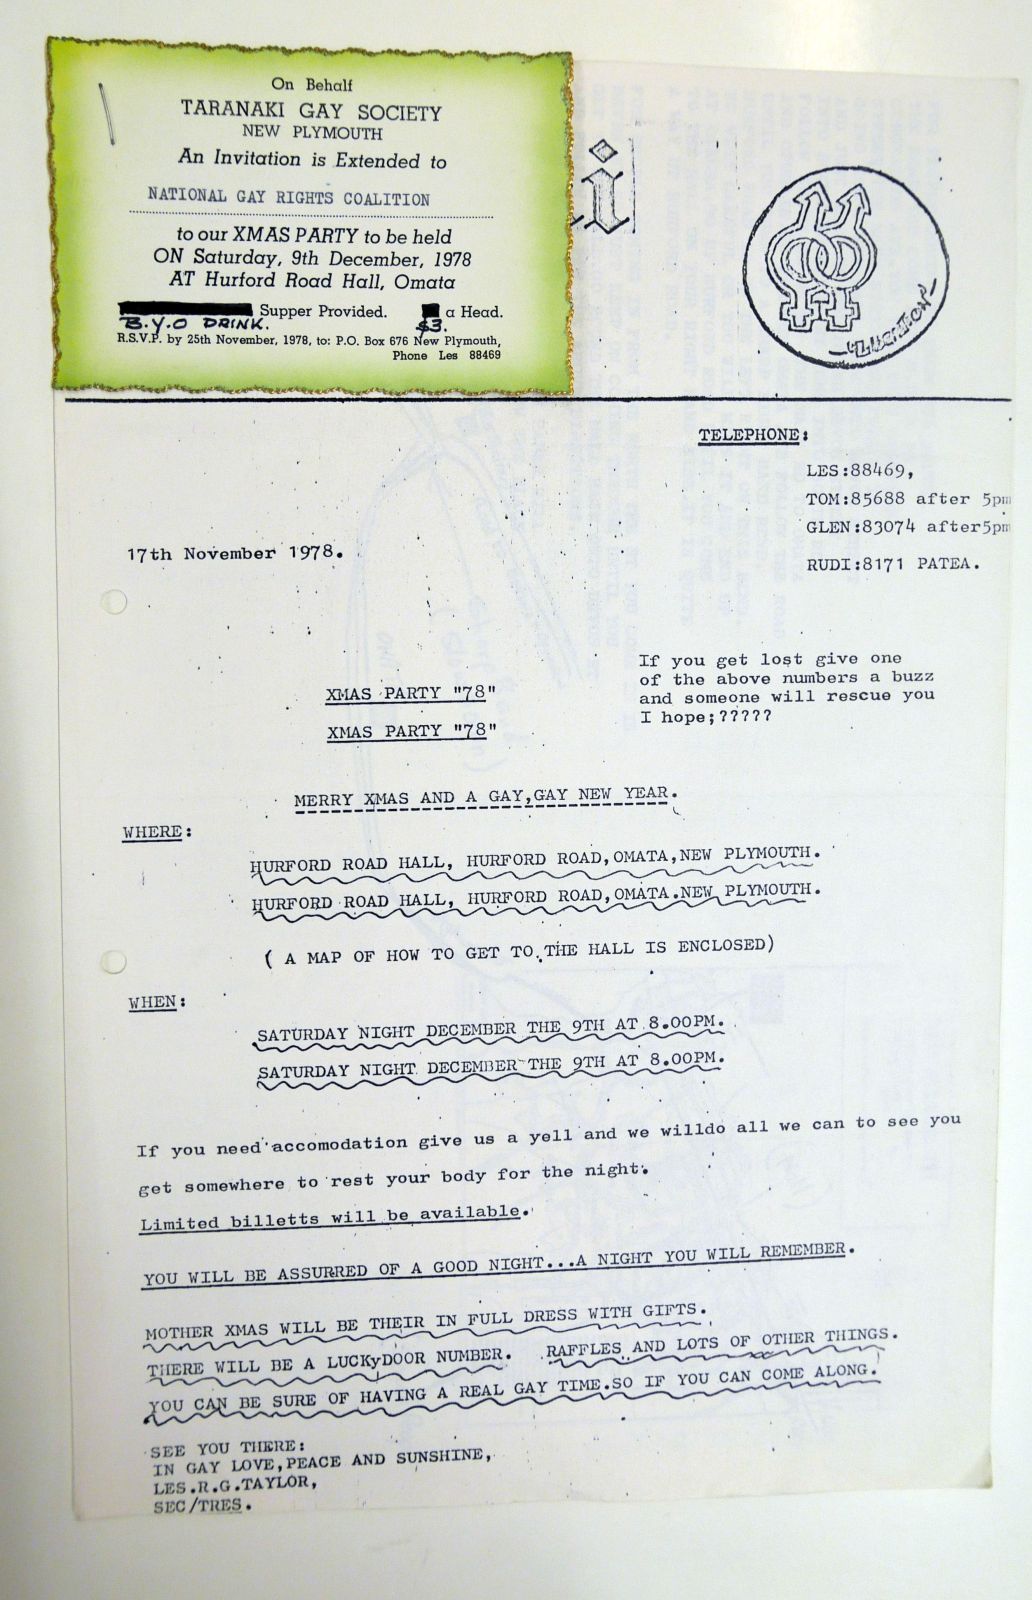 On Behalf
TARANAKI GAY SOCIETY
NEW PLYMOUTH
An Invitation is Extended to
NATIONAL GAY RIGHTS COALITION
to our XMAS PARTY to be held
ON Saturday, 9th December, 1978
AT Hurford Road Hall, Omata
Supper Provided. a Head.
B.Y.O DRINK. $3.
R.S.V.P. by 25th November, 1978, to: P.O. Box 676 New Plymouth,
Phone Les 88469
i
LIBERATION
TELEPHONE:
LES:88469,
TOM:85688 after 5pm
GLEN:83074 after5pm
RUDI:8171 PATEA.
17th November 1978.
If you get lost give one
of the above numbers a buzz
and someone will rescue you
I hope;?????
XMAS PARTY "78"
XMAS PARTY "78"
MERRY XMAS AND A GAY,GAY NEW YEAR.
WHERE:
HURFORD ROAD HALL, HURFORD ROAD,OMATA,NEW PLYMOUTH.
HURFORD ROAD HALL, HURFORD ROAD,OMATA.NEW PLYMOUTH.
( A MAP OF HOW TO GET TO THE HALL IS ENCLOSED)
WHEN:
SATURDAY NIGHT DECEMBER THE 9TH AT 8.00PM.
SATURDAY NIGHT DECEMBER THE 9TH AT 8.00PM.
If you need accomodation give us a yell and we willdo all we can to see you
get somewhere to rest your body for the night.
Limited billetts will be available.
YOU WILL BE ASSURRED OF A GOOD NIGHT...A NIGHT YOU WILL REMEMBER.
MOTHER XMAS WILL BE THEIR IN FULL DRESS WITH GIFTS.
THERE WILL BE A LUCKyDOOR NUMBER. RAFFLES AND LOTS OF OTHER THINGS.
YOU CAN BE SURE OF HAVING A REAL GAY TIME.SO IF YOU CAN COME ALONG.
SEE YOU THERE:
IN GAY LOVE,PEACE AND SUNSHINE,
LES.R.G.TAYLOR,
SEC/TRES.